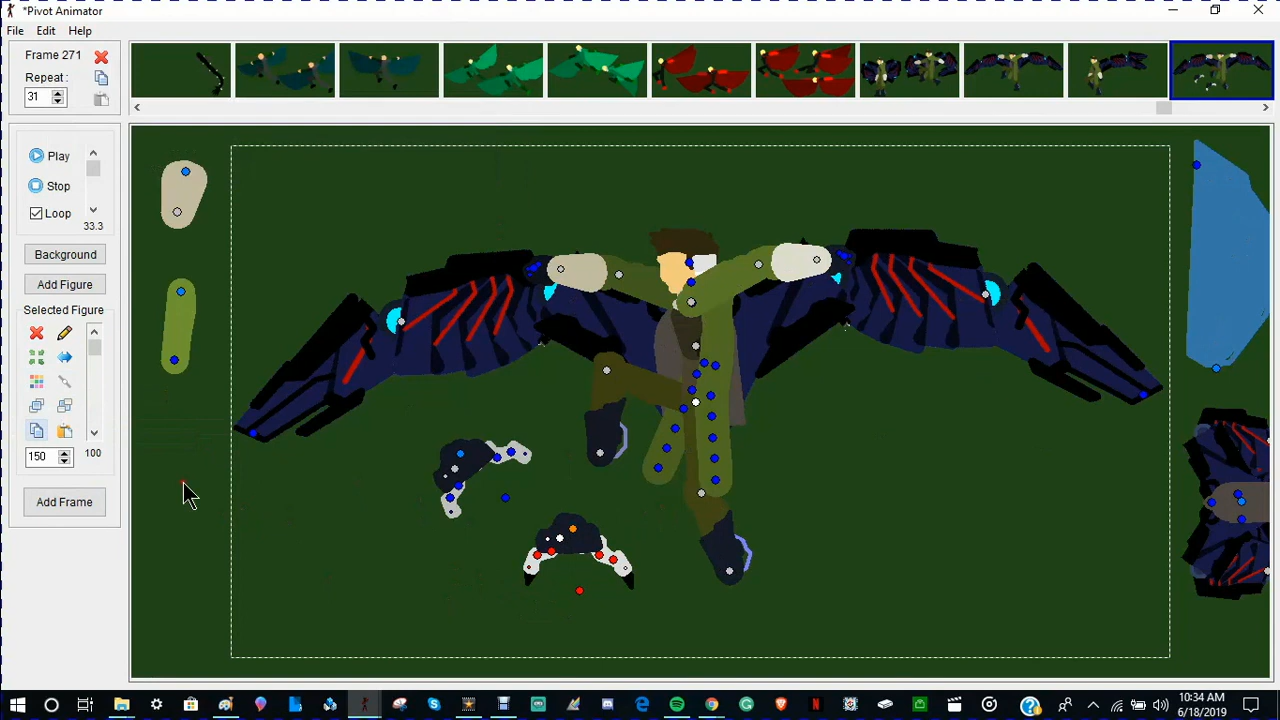 *Pivot Animator
File Edit Help
Frame 271
Repeat :
31
Play
Stop
Loop
33.3
Background
Add Figure
Selected Figure
150
100
Add Frame
10:34 AM
6/18/2019